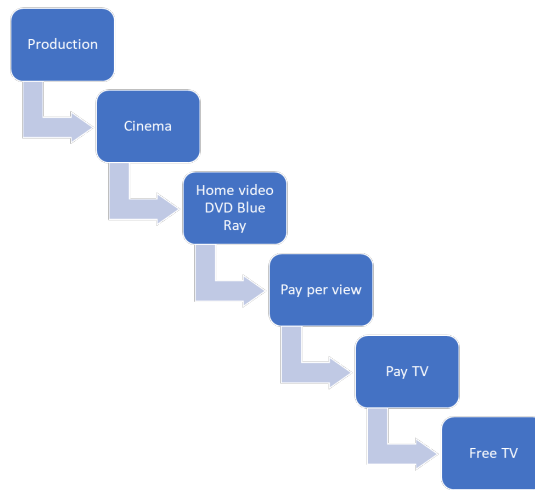 Production
Cinema
Home video
DVD Blue
Ray
Pay per view
Pay TV
Free TV